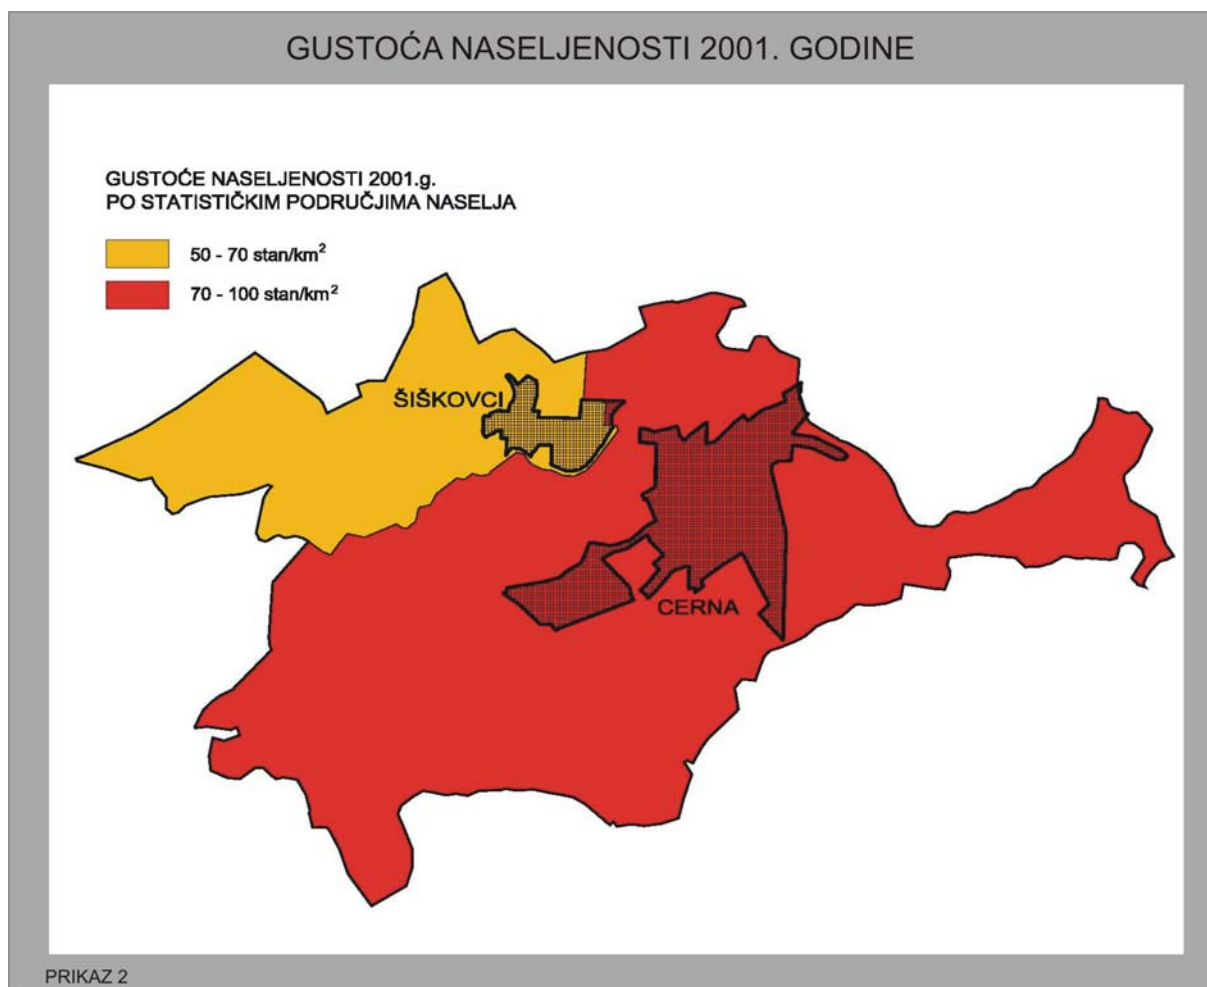 GUSTOĆA NASELJENOSTI 2001. GODINE
GUSTOĆE NASELJENOSTI 2001.g.
PO STATISTIČKIM PODRUČJIMA NASELJA
50 - 70 stan/km²
70 - 100 stan/km²
ŠIŠKOVCI
CERNA
PRIKAZ 2